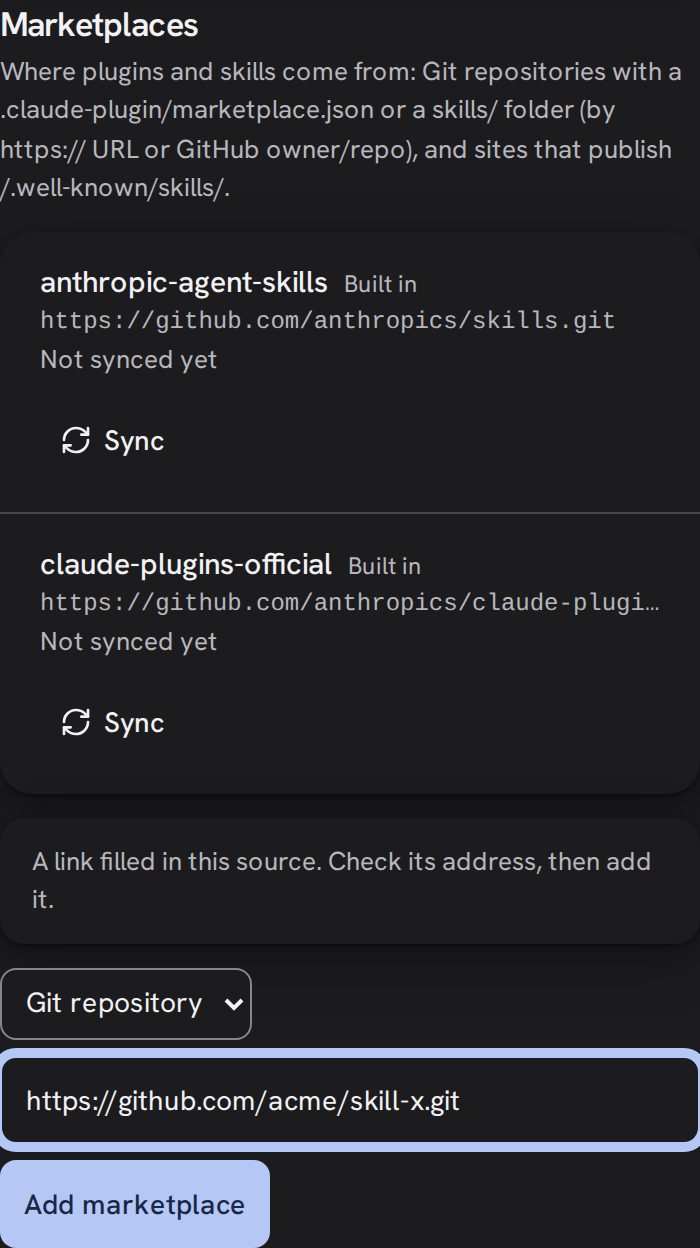 Marketplaces
Where plugins and skills come from: Git repositories with a
.claude-plugin/marketplace.json or a skills/ folder (by
https:// URL or GitHub owner/repo), and sites that publish
/.well-known/skills/.
anthropic-agent-skills Built in
https://github.com/anthropics/skills.git
Not synced yet
Sync
claude-plugins-official Built in
https://github.com/anthropics/claude-plugi…
Not synced yet
Sync
A link filled in this source. Check its address, then add
it.
Git repository
https://github.com/acme/skill-x.git
Add marketplace